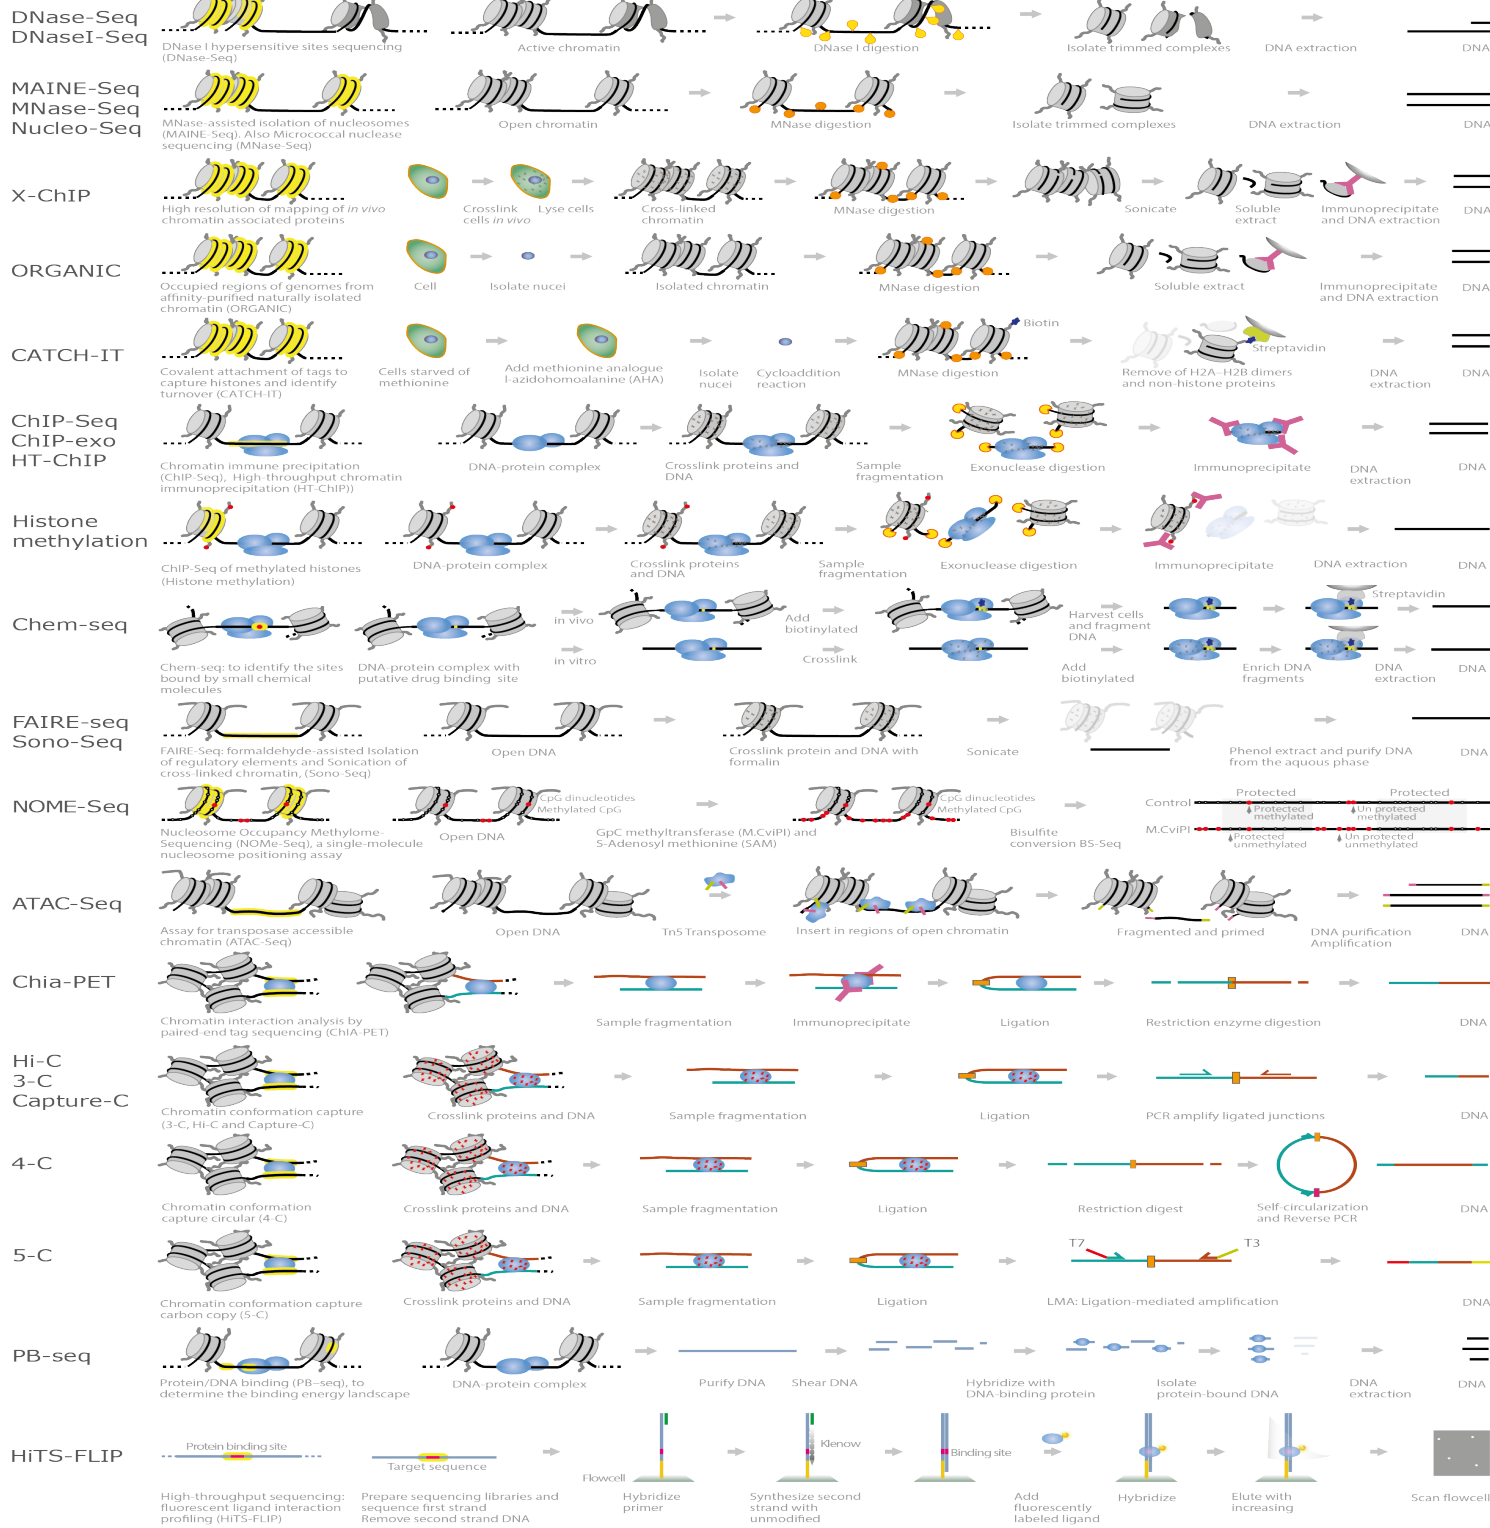 DNase-Seq
DNaseI-Seq
DNase I hypersensitive sites sequencing
(DNase-Seq)
Active chromatin
DNase I digestion
Isolate trimmed complexes
DNA extraction
DNA
MAINE-Seq
MNase-Seq
Nucleo-Seq
MNase-assisted isolation of nucleosomes
(MAINE-Seq). Also Micrococcal nuclease
sequencing (MNase-Seq)
Open chromatin
MNase digestion
Isolate trimmed complexes
DNA extraction
DNA
X-ChIP
High resolution of mapping of in vivo
chromatin associated proteins
Crosslink
cells in vivo
Lyse cells
Cross-linked
chromatin
MNase digestion
Sonicate
Soluble
extract
Immunoprecipitate
and DNA extraction
DNA
ORGANIC
Occupied regions of genomes from
affinity-purified naturally isolated
chromatin (ORGANIC)
Cell
Isolate nucei
Isolated chromatin
MNase digestion
Soluble extract
Immunoprecipitate
and DNA extraction
DNA
CATCH-IT
Covalent attachment of tags to
capture histones and identify
turnover (CATCH-IT)
Cells starved of
methionine
Add methionine analogue
l-azidohomoalanine (AHA)
Isolate
nucei
Cycloaddition
reaction
Biotin
MNase digestion
Streptavidin
Remove of H2A–H2B dimers
and non-histone proteins
DNA
extraction
DNA
ChIP-Seq
ChIP-exo
HT-ChIP
Chromatin immune precipitation
(ChIP-Seq), High-throughput chromatin
immunoprecipitation (HT-ChIP))
DNA-protein complex
Crosslink proteins and
DNA
Sample
fragmentation
Exonuclease digestion
Immunoprecipitate
DNA
extraction
DNA
Histone
methylation
ChIP-Seq of methylated histones
(Histone methylation)
DNA-protein complex
Crosslink proteins
and DNA
Sample
fragmentation
Exonuclease digestion
Immunoprecipitate
DNA extraction
DNA
Chem-seq
Chem-seq: to identify the sites
bound by small chemical
molecules
DNA-protein complex with
putative drug binding site
in vivo
in vitro
Add
biotinylated
Crosslink
Harvest cells
and fragment
DNA
Add
biotinylated
Streptavidin
Enrich DNA
fragments
DNA
extraction
DNA
FAIRE-seq
Sono-Seq
FAIRE-Seq: formaldehyde-assisted Isolation
of regulatory elements and Sonication of
cross-linked chromatin, (Sono-Seq)
Open DNA
Crosslink protein and DNA with
formalin
Sonicate
Phenol extract and purify DNA
from the aquous phase
DNA
NOME-Seq
Nucleosome Occupancy Methylome-
Sequencing (NOMe-Seq), a single-molecule
nucleosome positioning assay
CpG dinucleotides
Methylated CpG
Open DNA
GpC methyltransferase (M.CviPI) and
S-Adenosyl methionine (SAM)
CpG dinucleotides
Methylated CpG
Bisulfite
conversion BS-Seq
Protected
Protected
Control
Protected
methylated
Un protected
methylated
M.CviPI
Protected
unmethylated
Un protected
unmethylated
ATAC-Seq
Assay for transposase accessible
chromatin (ATAC-Seq)
Open DNA
Tn5 Transposome
Insert in regions of open chromatin
Fragmented and primed
DNA purification
Amplification
DNA
Chia-PET
Chromatin interaction analysis by
paired-end tag sequencing (ChIA-PET)
Sample fragmentation
Immunoprecipitate
Ligation
Restriction enzyme digestion
DNA
Hi-C
3-C
Capture-C
Chromatin conformation capture
(3-C, Hi-C and Capture-C)
Crosslink proteins and DNA
Sample fragmentation
Ligation
PCR amplify ligated junctions
DNA
4-C
Chromatin conformation
capture circular (4-C)
Crosslink proteins and DNA
Sample fragmentation
Ligation
Restriction digest
Self-circularization
and Reverse PCR
DNA
5-C
Chromatin conformation capture
carbon copy (5-C)
Crosslink proteins and DNA
Sample fragmentation
Ligation
T7
T3
LMA: Ligation-mediated amplification
DNA
PB-seq
Protein/DNA binding (PB–seq), to
determine the binding energy landscape
DNA-protein complex
Purify DNA
Shear DNA
Hybridize with
DNA-binding protein
Isolate
protein-bound DNA
DNA
extraction
DNA
HiTS-FLIP
Protein binding site
High-throughput sequencing:
fluorescent ligand interaction
profiling (HiTS-FLIP)
Target sequence
Prepare sequencing libraries and
sequence first strand
Remove second strand DNA
Flowcell
Hybridize
primer
Klenow
Synthesize second
strand with
unmodified
Binding site
Add
fluorescently
labeled ligand
Hybridize
Elute with
increasing
Scan flowcell